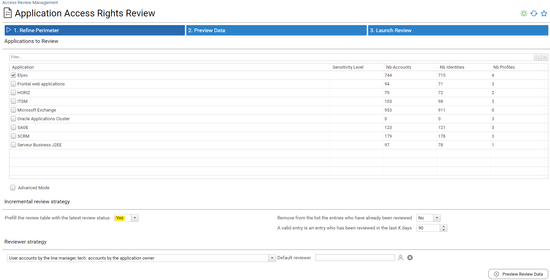 Access Review Management
Application Access Rights Review
1. Refine Perimeter
2. Preview Data
3. Launch Review
Applications to Review
Filter...
Application Sensitivity Level Nb Accounts Nb Identities Nb Profiles
Elyxo 744 715 4
Frontal web applications 94 71 3
HORIZ 75 72 2
ITSM 103 98 3
Microsoft Exchange 953 911 0
Oracle Applications Cluster 0 0 3
SAGE 123 121 3
SCRM 179 178 3
Serveur Business J2EE 97 78 1
Advanced Mode
Incremental review strategy
Prefill the review table with the latest review status: Yes
Remove from the list the entries who have already been reviewed No
A valid entry is an entry who has been reviewed in the last X days 90
Reviewer strategy
User accounts by the line manager, tech. accounts by the application owner
Default reviewer
Preview Review Data